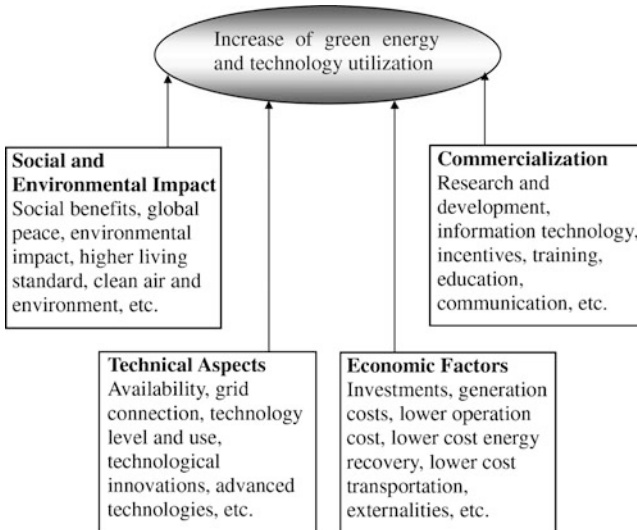 Increase of green energy
and technology utilization
Social and
Environmental Impact
Social benefits, global
peace, environmental
impact, higher living
standard, clean air and
environment, etc.
Commercialization
Research and
development,
information technology,
incentives, training,
education,
communication, etc.
Technical Aspects
Availability, grid
connection, technology
level and use,
technological
innovations, advanced
technologies, etc.
Economic Factors
Investments, generation
costs, lower operation
cost, lower cost energy
recovery, lower cost
transportation,
externalities, etc.